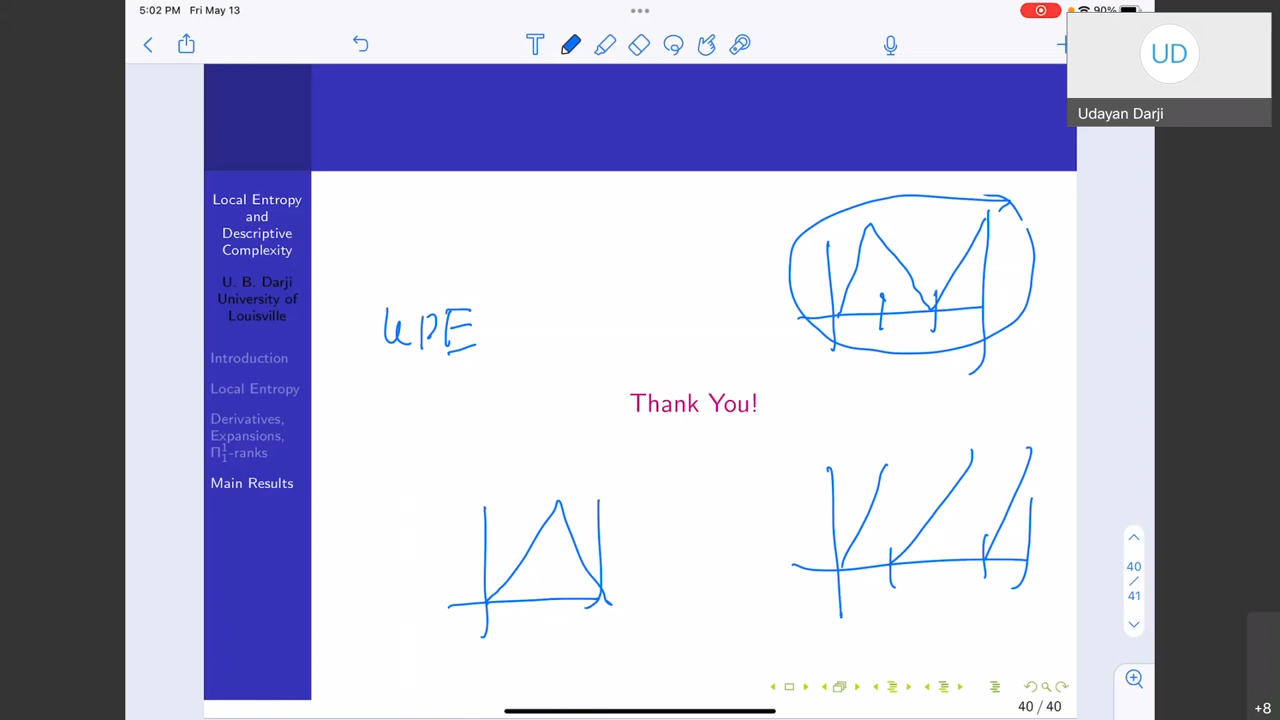 5:02 PM Fri May 13
90%
UD
Udayan Darji
Local Entropy
and
Descriptive
Complexity
U. B. Darji
University of
Louisville
Introduction
Local Entropy
Derivatives,
Expansions,
Π¹₁-ranks
Main Results
UPE
Thank You!
40
/
41
40 / 40
+8